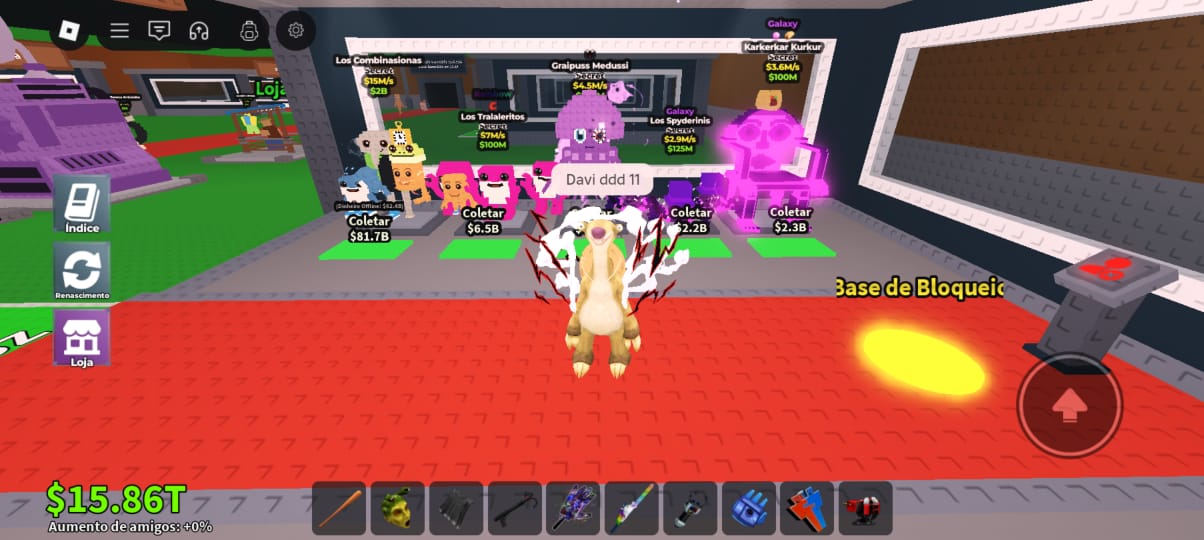 Galaxy
Karkerkar Kurkur
Secret
$3.6M/s
$100M
Los Combinasionas
Secret
$15M/s
$2B
Graipuss Medussi
Secret
$4.5M/s
Rainbow
Los Tralaleritos
Secret
$7M/s
$100M
Galaxy
Los Spyderinis
Secret
$2.9M/s
$125M
Loja
Davi ddd 11
Índice
Coletar
$81.7B
Coletar
$6.5B
Coletar
$2.2B
Coletar
$2.3B
Renascimento
Base de Bloqueio
Loja
$15.86T
Aumento de amigos: +0%